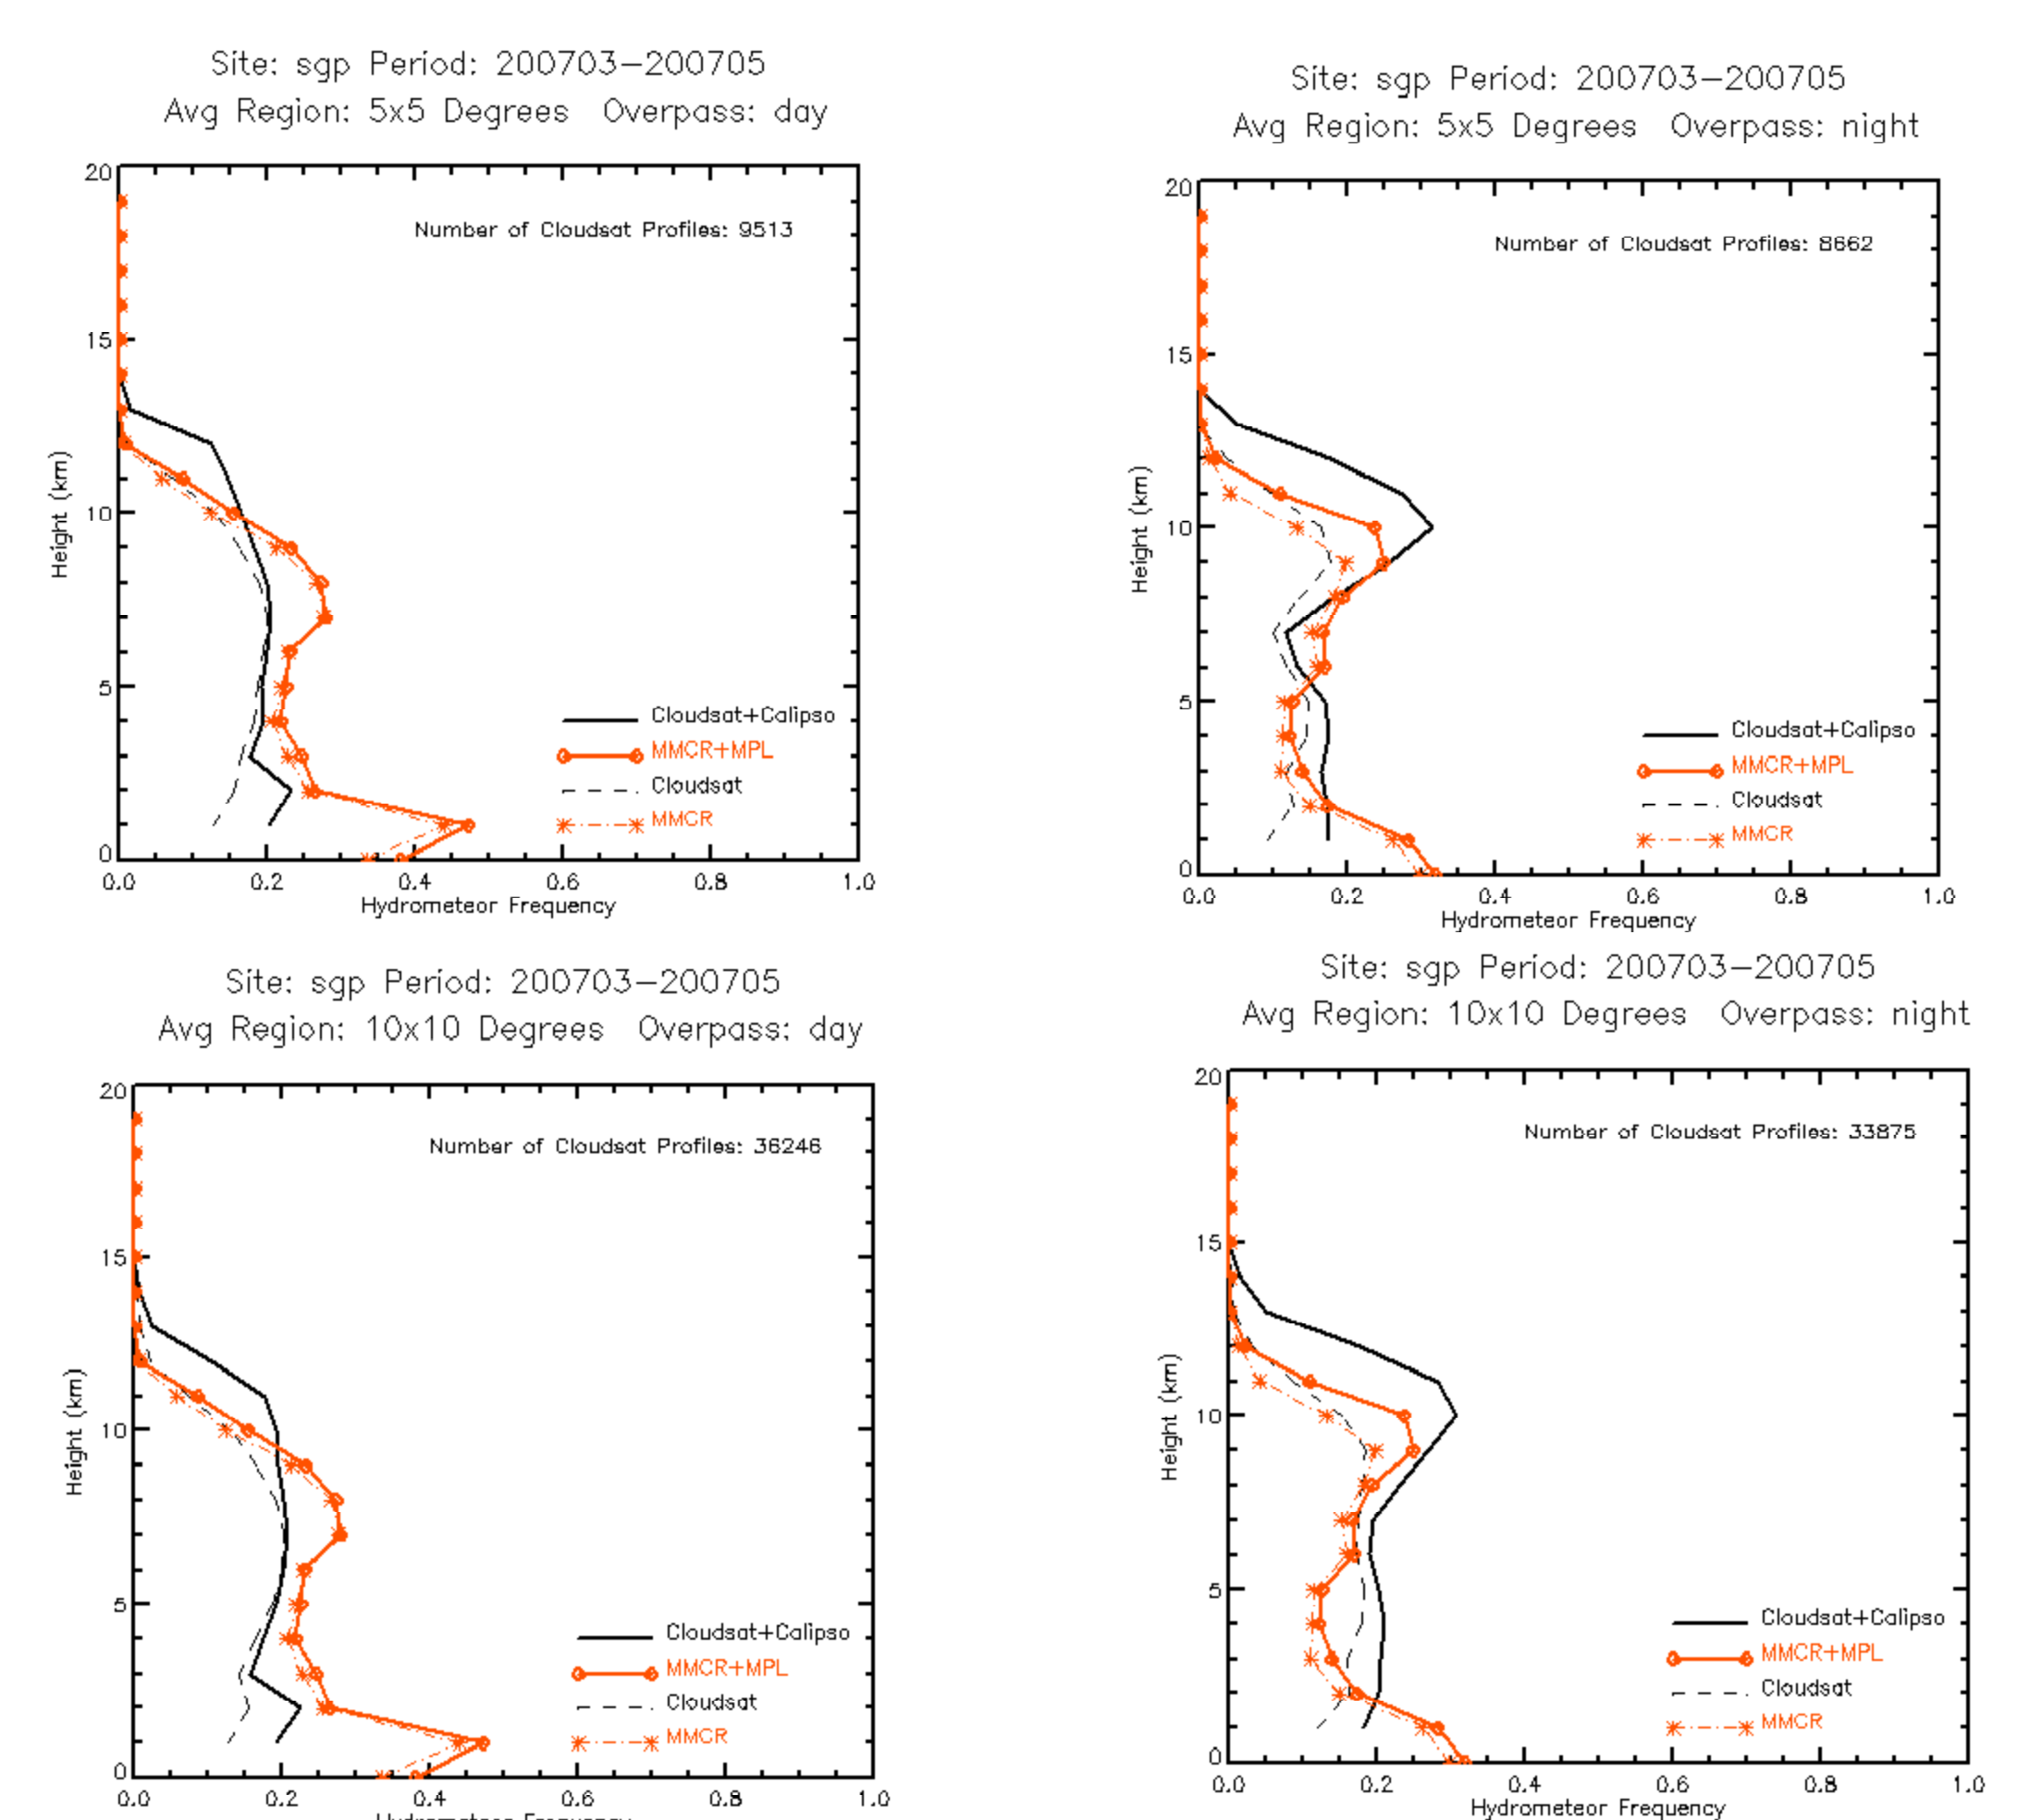 Site: sgp Period: 200703-200705
Avg Region: 5x5 Degrees Overpass: day
20
Number of Cloudsat Profiles: 9513
15
Height (km)
10
5
Cloudsat+Calipso
MMCR+MPL
Cloudsat
MMCR
0
0.0 0.2 0.4 0.6 0.8 1.0
Hydrometeor Frequency
Site: sgp Period: 200703-200705
Avg Region: 5x5 Degrees Overpass: night
20
Number of Cloudsat Profiles: 8662
15
Height (km)
10
5
Cloudsat+Calipso
MMCR+MPL
Cloudsat
MMCR
0
0.0 0.2 0.4 0.6 0.8 1.0
Hydrometeor Frequency
Site: sgp Period: 200703-200705
Avg Region: 10x10 Degrees Overpass: day
20
Number of Cloudsat Profiles: 36246
15
Height (km)
10
5
Cloudsat+Calipso
MMCR+MPL
Cloudsat
MMCR
0
0.0 0.2 0.4 0.6 0.8 1.0
Hydrometeor Frequency
Site: sgp Period: 200703-200705
Avg Region: 10x10 Degrees Overpass: night
20
Number of Cloudsat Profiles: 33875
15
Height (km)
10
5
Cloudsat+Calipso
MMCR+MPL
Cloudsat
MMCR
0
0.0 0.2 0.4 0.6 0.8 1.0
Hydrometeor Frequency